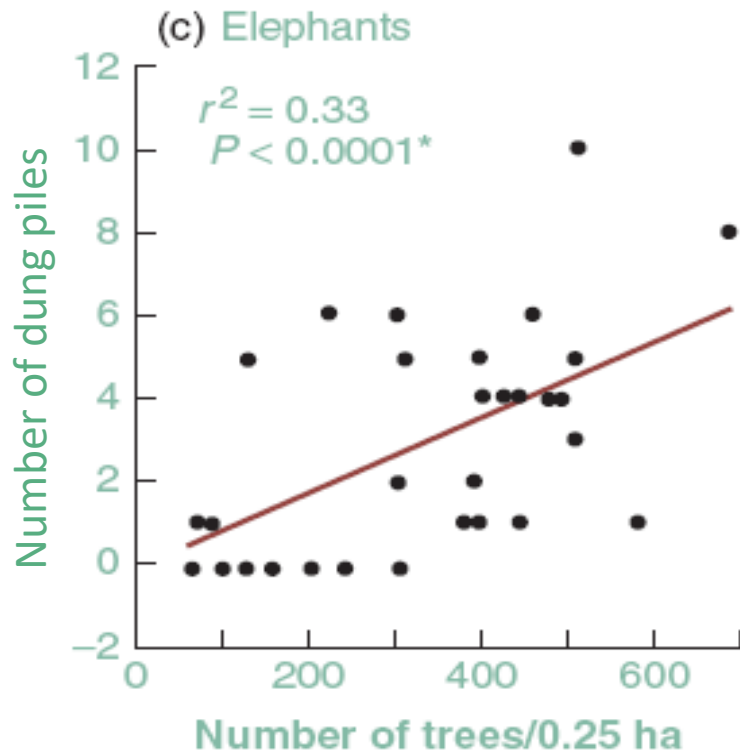 (c) Elephants
r² = 0.33
P < 0.0001*
Number of dung piles
12
10
8
6
4
2
0
−2
0 200 400 600
Number of trees/0.25 ha